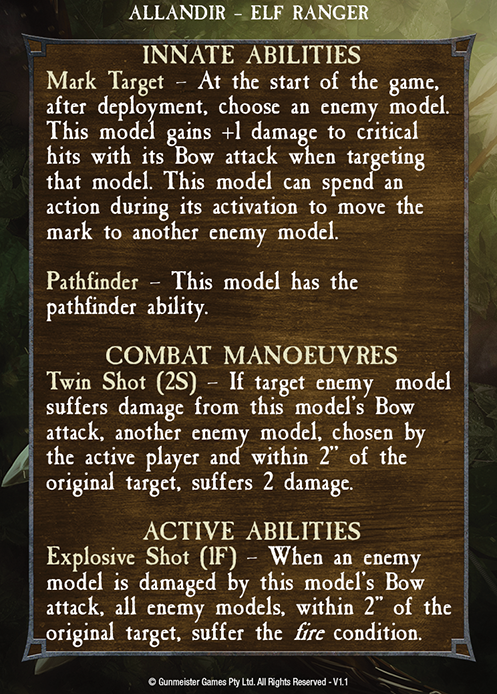 ALLANDIR – ELF RANGER
INNATE ABILITIES
Mark Target – At the start of the game,
after deployment, choose an enemy model.
This model gains +1 damage to critical
hits with its Bow attack when targeting
that model. This model can spend an
action during its activation to move the
mark to another enemy model.
Pathfinder – This model has the
pathfinder ability.
COMBAT MANOEUVRES
Twin Shot (2S) – If target enemy model
suffers damage from this model's Bow
attack, another enemy model, chosen by
the active player and within 2" of the
original target, suffers 2 damage.
ACTIVE ABILITIES
Explosive Shot (1F) – When an enemy
model is damaged by this model's Bow
attack, all enemy models, within 2" of the
original target, suffer the fire condition.
© Gunmeister Games Pty Ltd. All Rights Reserved - V1.1